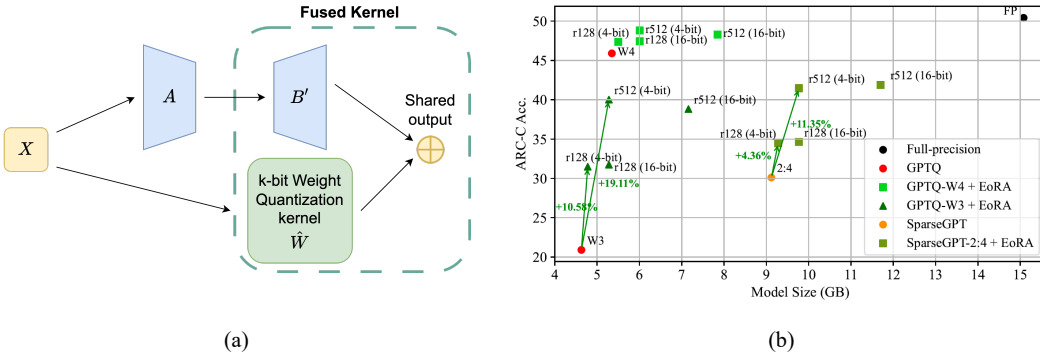 Fused Kernel
A
B′
Shared
output
X
k-bit Weight
Quantization
kernel
Ŵ
(a)
b)
50
45
40
35
30
25
20
ARC-C Acc.
4
5
6
7
8
9
10
11
12
13
14
15
Model Size (GB)
FP
r512 (4-bit)
r128 (4-bit)
r128 (16-bit)
r512 (16-bit)
W4
r512 (4-bit)
r512 (16-bit)
r128 (4-bit)
r128 (16-bit)
+19.11%
+10.58%
W3
r512 (4-bit)
r512 (16-bit)
+11.35%
r128 (4-bit)
r128 (16-bit)
+4.36%
2:4
Full-precision
GPTQ
GPTQ-W4 + EoRA
GPTQ-W3 + EoRA
SparseGPT
SparseGPT-2:4 + EoRA
(b)